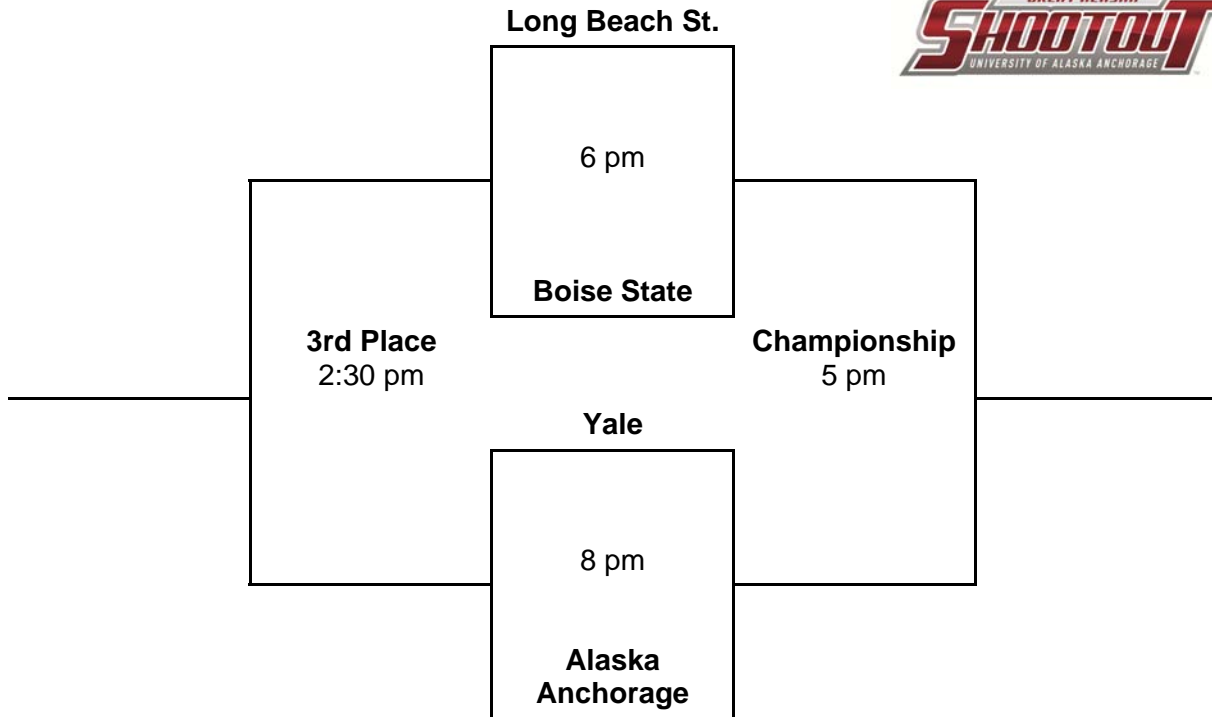 Long Beach St.
SHOOTOUT
UNIVERSITY OF ALASKA ANCHORAGE
6 pm
Boise State
3rd Place
2:30 pm
Championship
5 pm
Yale
8 pm
Alaska
Anchorage